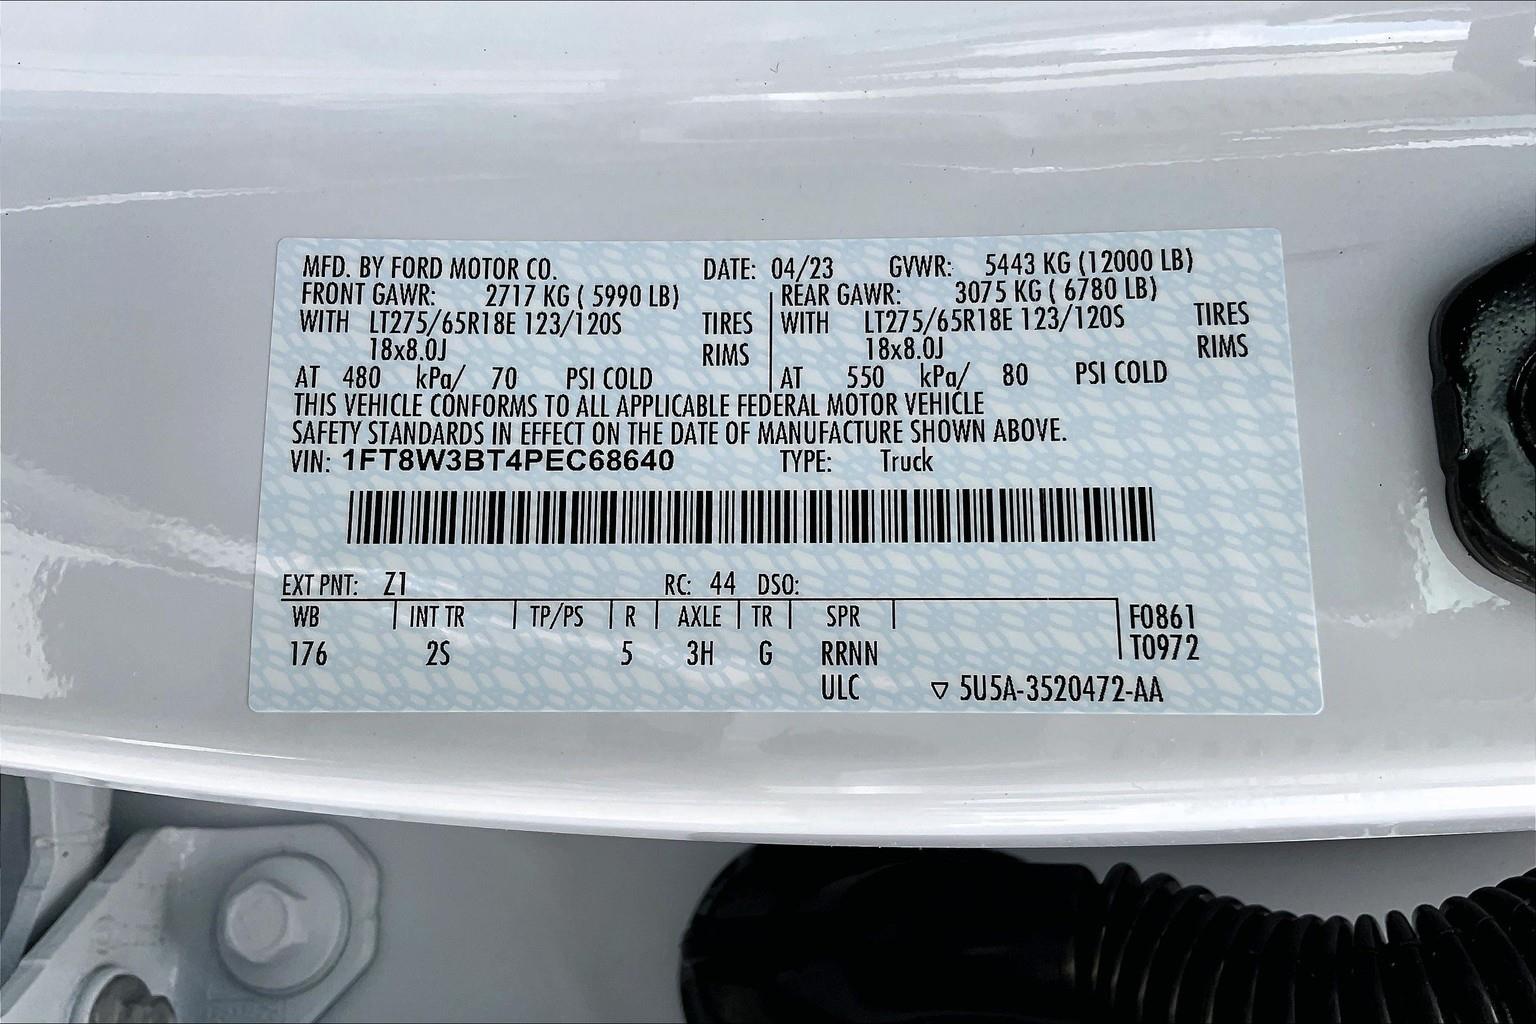 MFD. BY FORD MOTOR CO. DATE: 04/23 GVWR: 5443 KG (12000 LB)
FRONT GAWR: 2717 KG ( 5990 LB) REAR GAWR: 3075 KG ( 6780 LB)
WITH LT275/65R18E 123/120S TIRES WITH LT275/65R18E 123/120S TIRES
18x8.0J RIMS 18x8.0J RIMS
AT 480 kPa/ 70 PSI COLD AT 550 kPa/ 80 PSI COLD
THIS VEHICLE CONFORMS TO ALL APPLICABLE FEDERAL MOTOR VEHICLE
SAFETY STANDARDS IN EFFECT ON THE DATE OF MANUFACTURE SHOWN ABOVE.
VIN: 1FT8W3BT4PEC68640 TYPE: Truck
EXT PNT: Z1 RC: 44 DSO:
WB INT TR TP/PS R AXLE TR SPR F0861
176 2S 5 3H G RRNN T0972
ULC ▽ 5U5A-3520472-AA